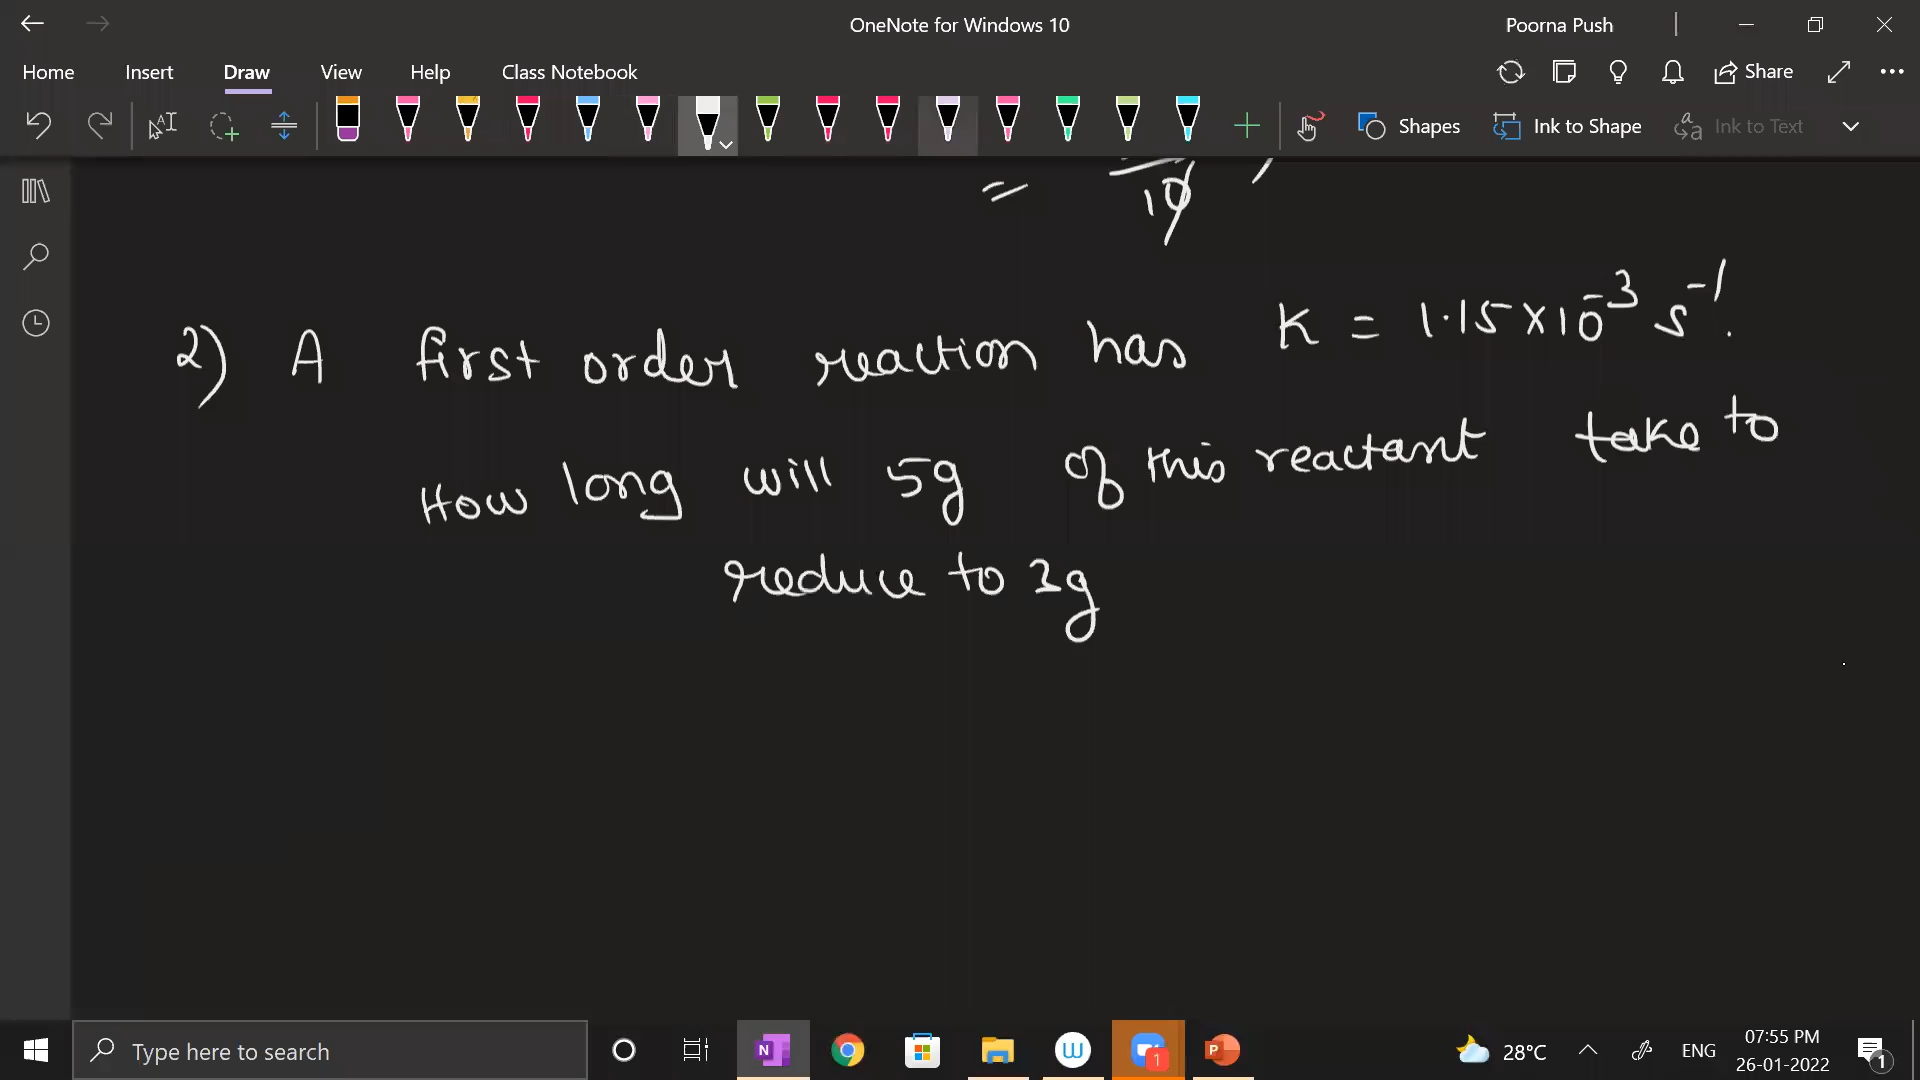 OneNote for Windows 10
Poorna Push
Home Insert Draw View Help Class Notebook
Share
Shapes Ink to Shape Ink to Text
= 10
2) A first order reaction has K = 1.15 × 10⁻³ s⁻¹.
How long will 5g of this reactant take to
reduce to 3g
Type here to search
28°C
ENG
07:55 PM
26-01-2022